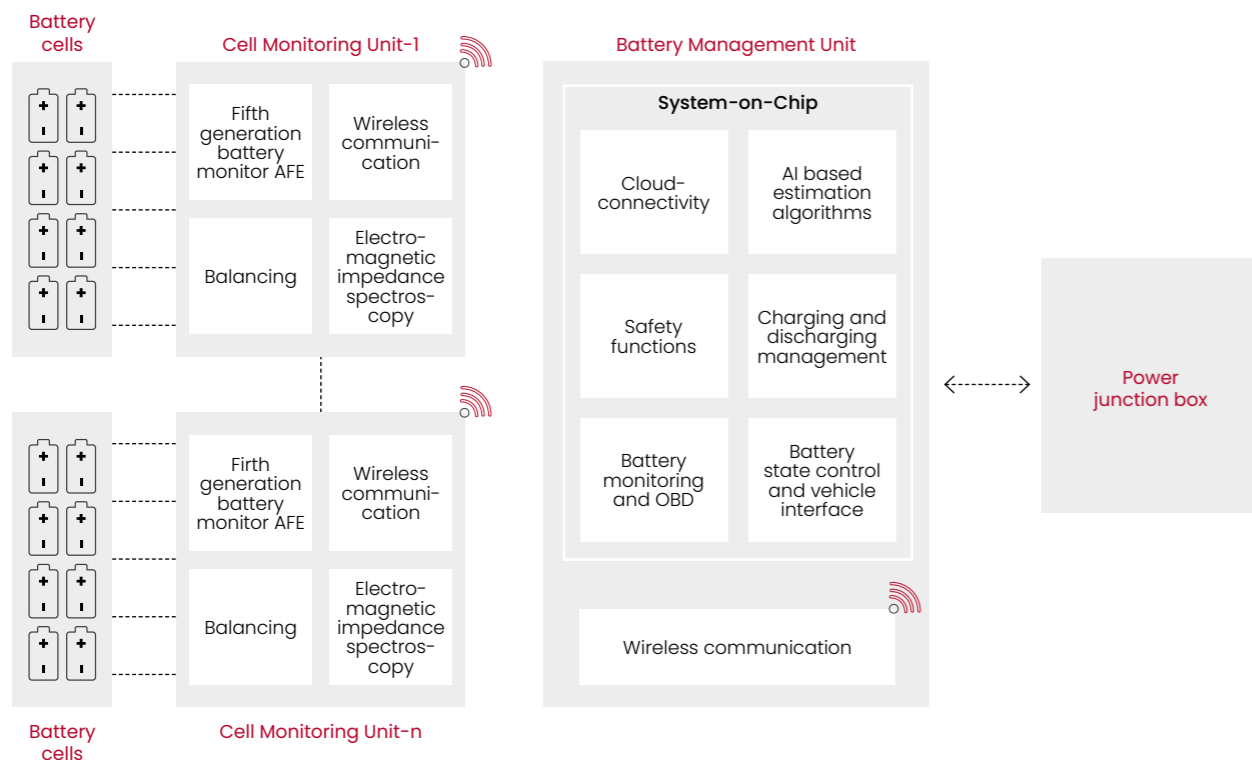 Battery
cells
Cell Monitoring Unit-1
Fifth
generation
battery
monitor AFE
Wireless
communi-
cation
Balancing
Electro-
magnetic
impedance
spectros-
copy
Firth
generation
battery
monitor AFE
Wireless
communi-
cation
Balancing
Electro-
magnetic
impedance
spectros-
copy
Battery
cells
Cell Monitoring Unit-n
Battery Management Unit
System-on-Chip
Cloud-
connectivity
AI based
estimation
algorithms
Safety
functions
Charging and
discharging
management
Battery
monitoring
and OBD
Battery
state control
and vehicle
interface
Wireless communication
Power
junction box